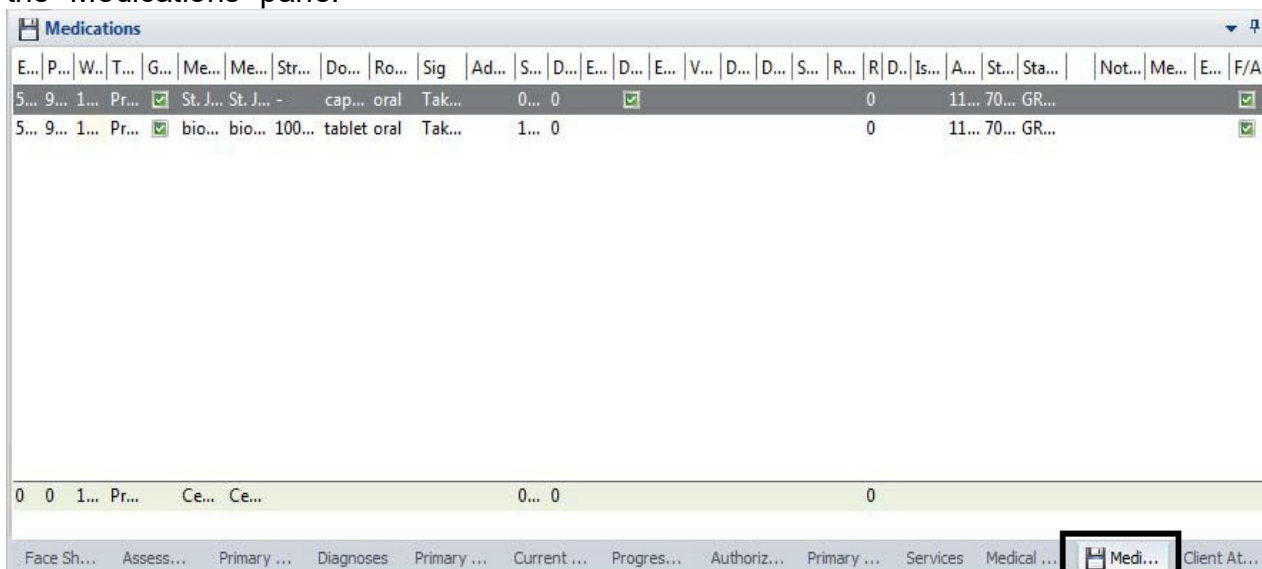 the "Medications" panel
Medications
E... P... W... T... G... Me... Me... Str... Do... Ro... Sig Ad... S... D... E... D... E... V... D... D... S... R... R D... Is... A... St... Sta... Not... Me... E... F/A
5... 9... 1... Pr... St. J... St. J... - cap... oral Tak... 0... 0 0 11... 70... GR...
5... 9... 1... Pr... bio... bio... 100... tablet oral Tak... 1... 0 0 11... 70... GR...
0 0 1... Pr... Ce... Ce... 0... 0 0
Face Sh... Assess... Primary ... Diagnoses Primary ... Current ... Progres... Authoriz... Primary ... Services Medical ... Medi... Client At...